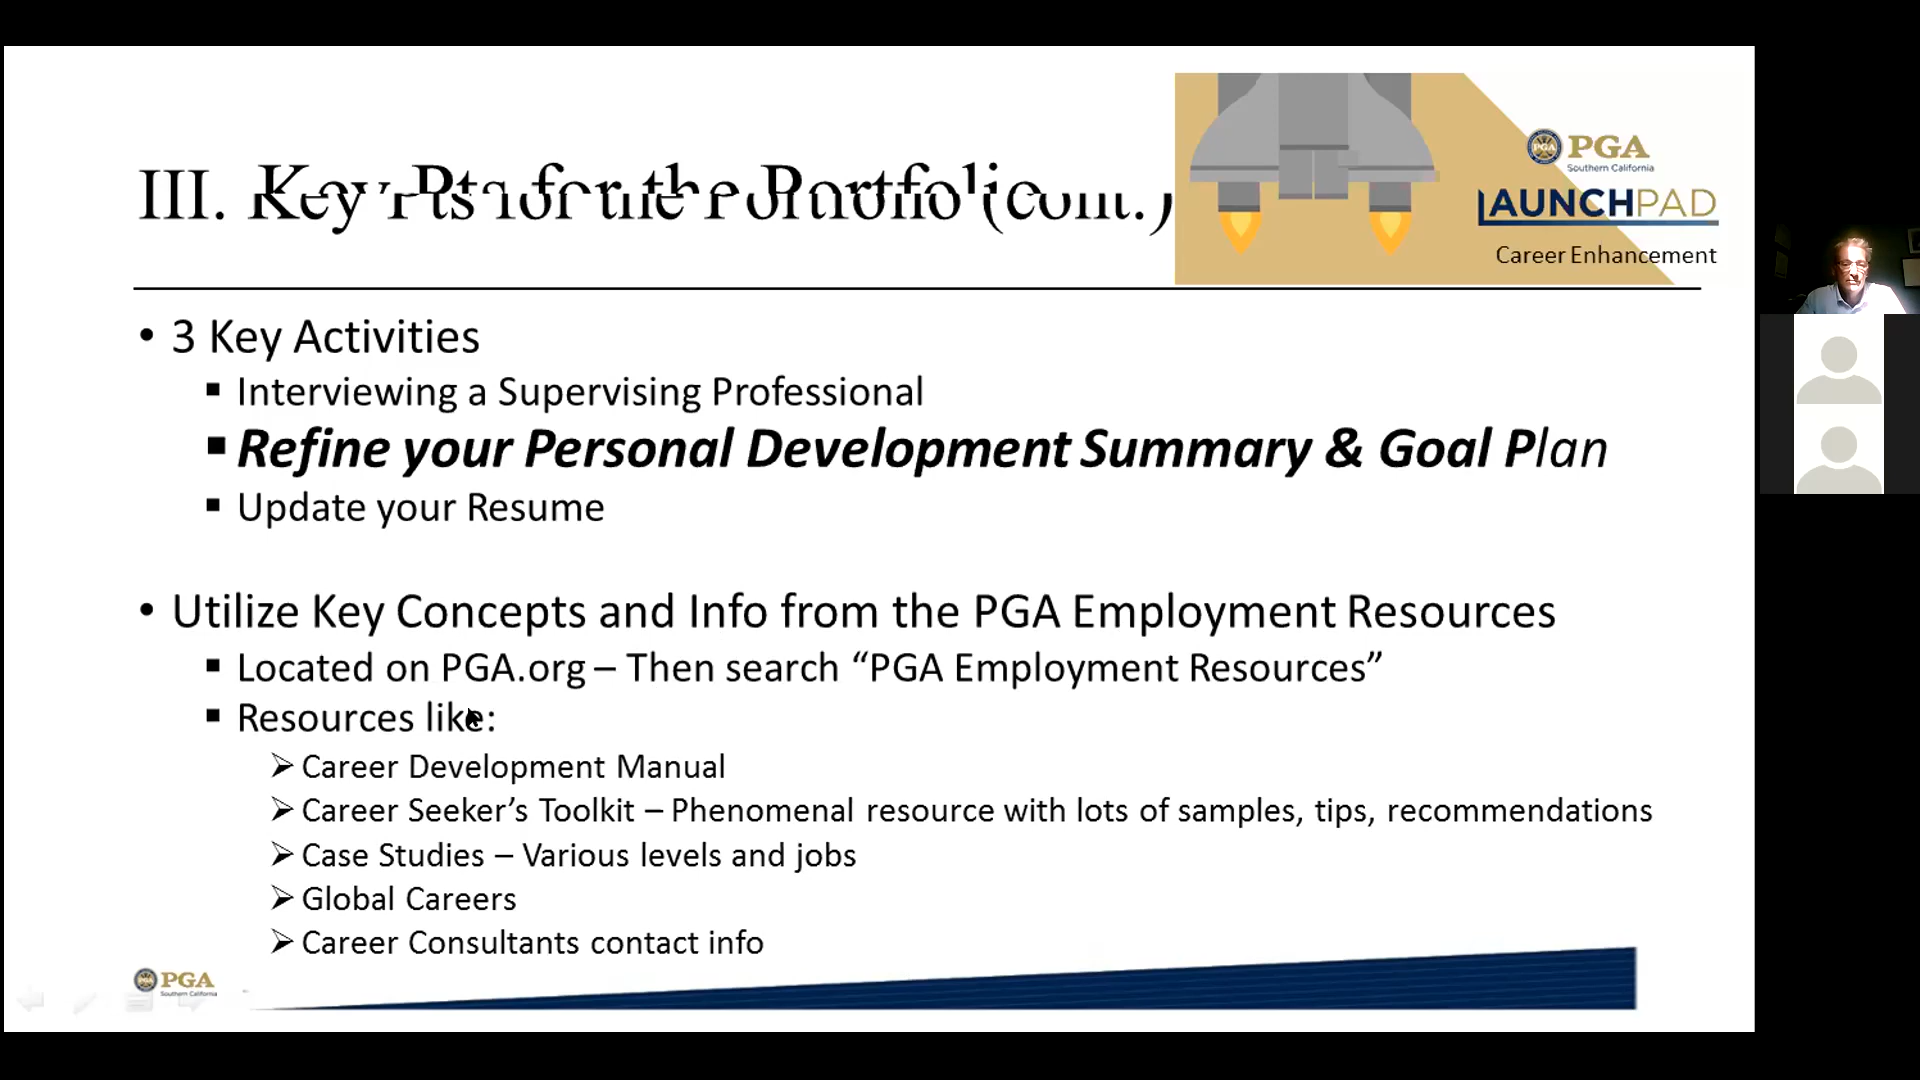 III. Key Pts for the Portfolio (cont.)
PGA
Southern California
LAUNCHPAD
Career Enhancement
• 3 Key Activities
▪ Interviewing a Supervising Professional
▪ Refine your Personal Development Summary & Goal Plan
▪ Update your Resume
• Utilize Key Concepts and Info from the PGA Employment Resources
▪ Located on PGA.org – Then search “PGA Employment Resources”
▪ Resources like:
➢ Career Development Manual
➢ Career Seeker’s Toolkit – Phenomenal resource with lots of samples, tips, recommendations
➢ Case Studies – Various levels and jobs
➢ Global Careers
➢ Career Consultants contact info
PGA
Southern California